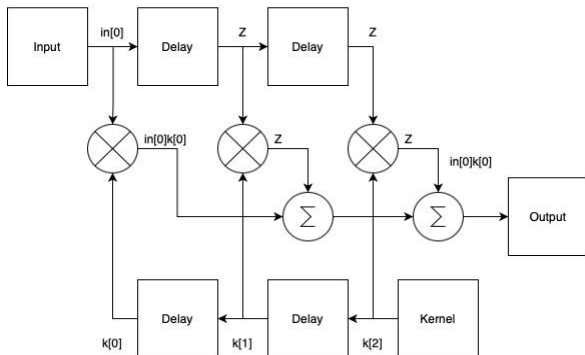 Input
in[0]
Delay
Z
Delay
Z
in[0]k[0]
Z
Z
in[0]k[0]
Σ
Σ
Output
k[0]
Delay
k[1]
Delay
k[2]
Kernel